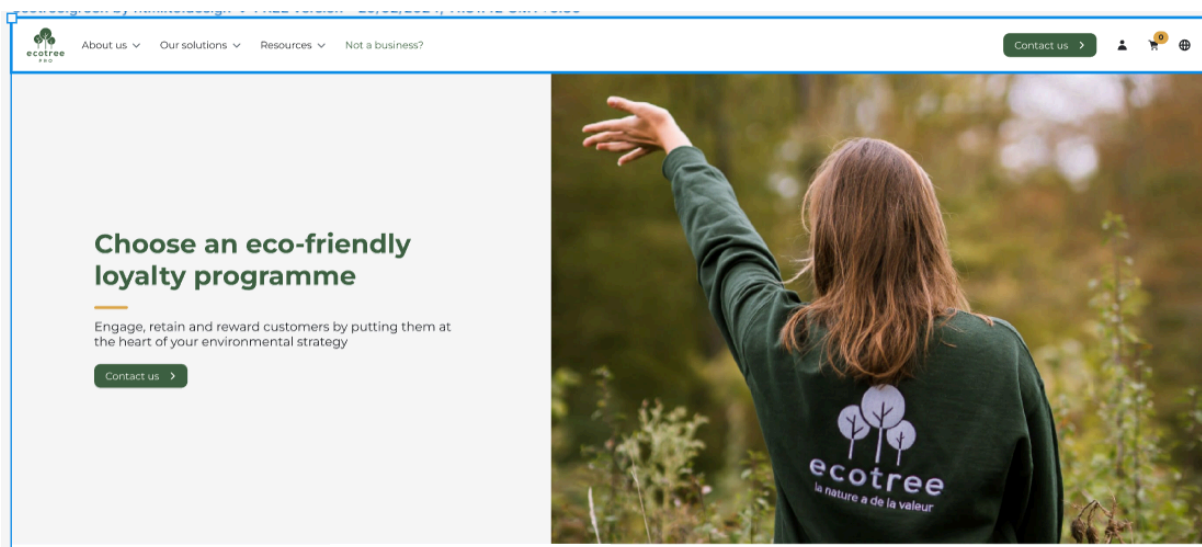 ecotree
PRO
About us
Our solutions
Resources
Not a business?
Contact us
0
Choose an eco-friendly
loyalty programme
Engage, retain and reward customers by putting them at
the heart of your environmental strategy
Contact us
ecotree
la nature a de la valeur